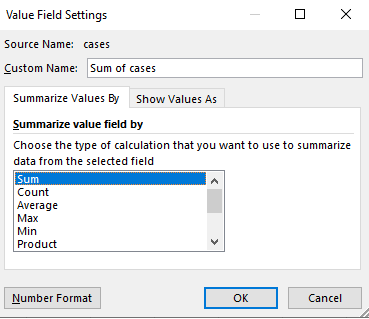 Value Field Settings
Source Name: cases
Custom Name: Sum of cases
Summarize Values By Show Values As
Summarize value field by
Choose the type of calculation that you want to use to summarize
data from the selected field
Sum
Count
Average
Max
Min
Product
Number Format OK Cancel